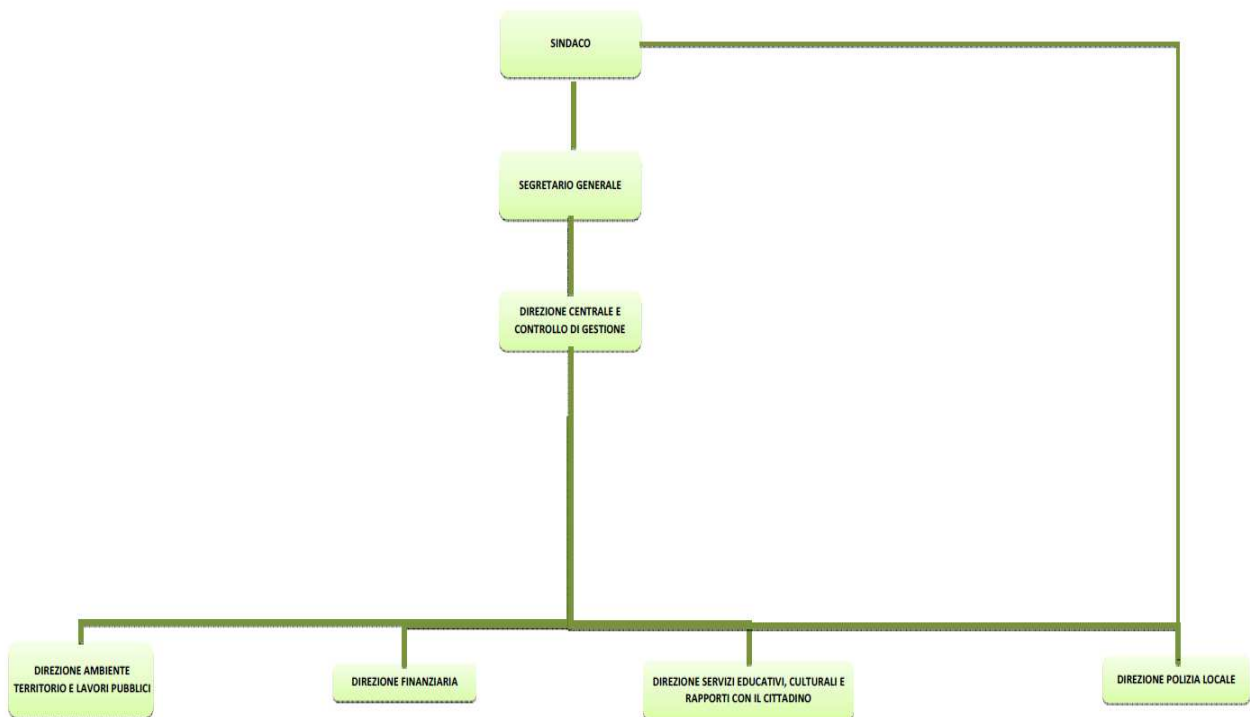 SINDACO
SEGRETARIO GENERALE
DIREZIONE CENTRALE E
CONTROLLO DI GESTIONE
DIREZIONE AMBIENTE
TERRITORIO E LAVORI PUBBLICI
DIREZIONE FINANZIARIA
DIREZIONE SERVIZI EDUCATIVI, CULTURALI E
RAPPORTI CON IL CITTADINO
DIREZIONE POLIZIA LOCALE